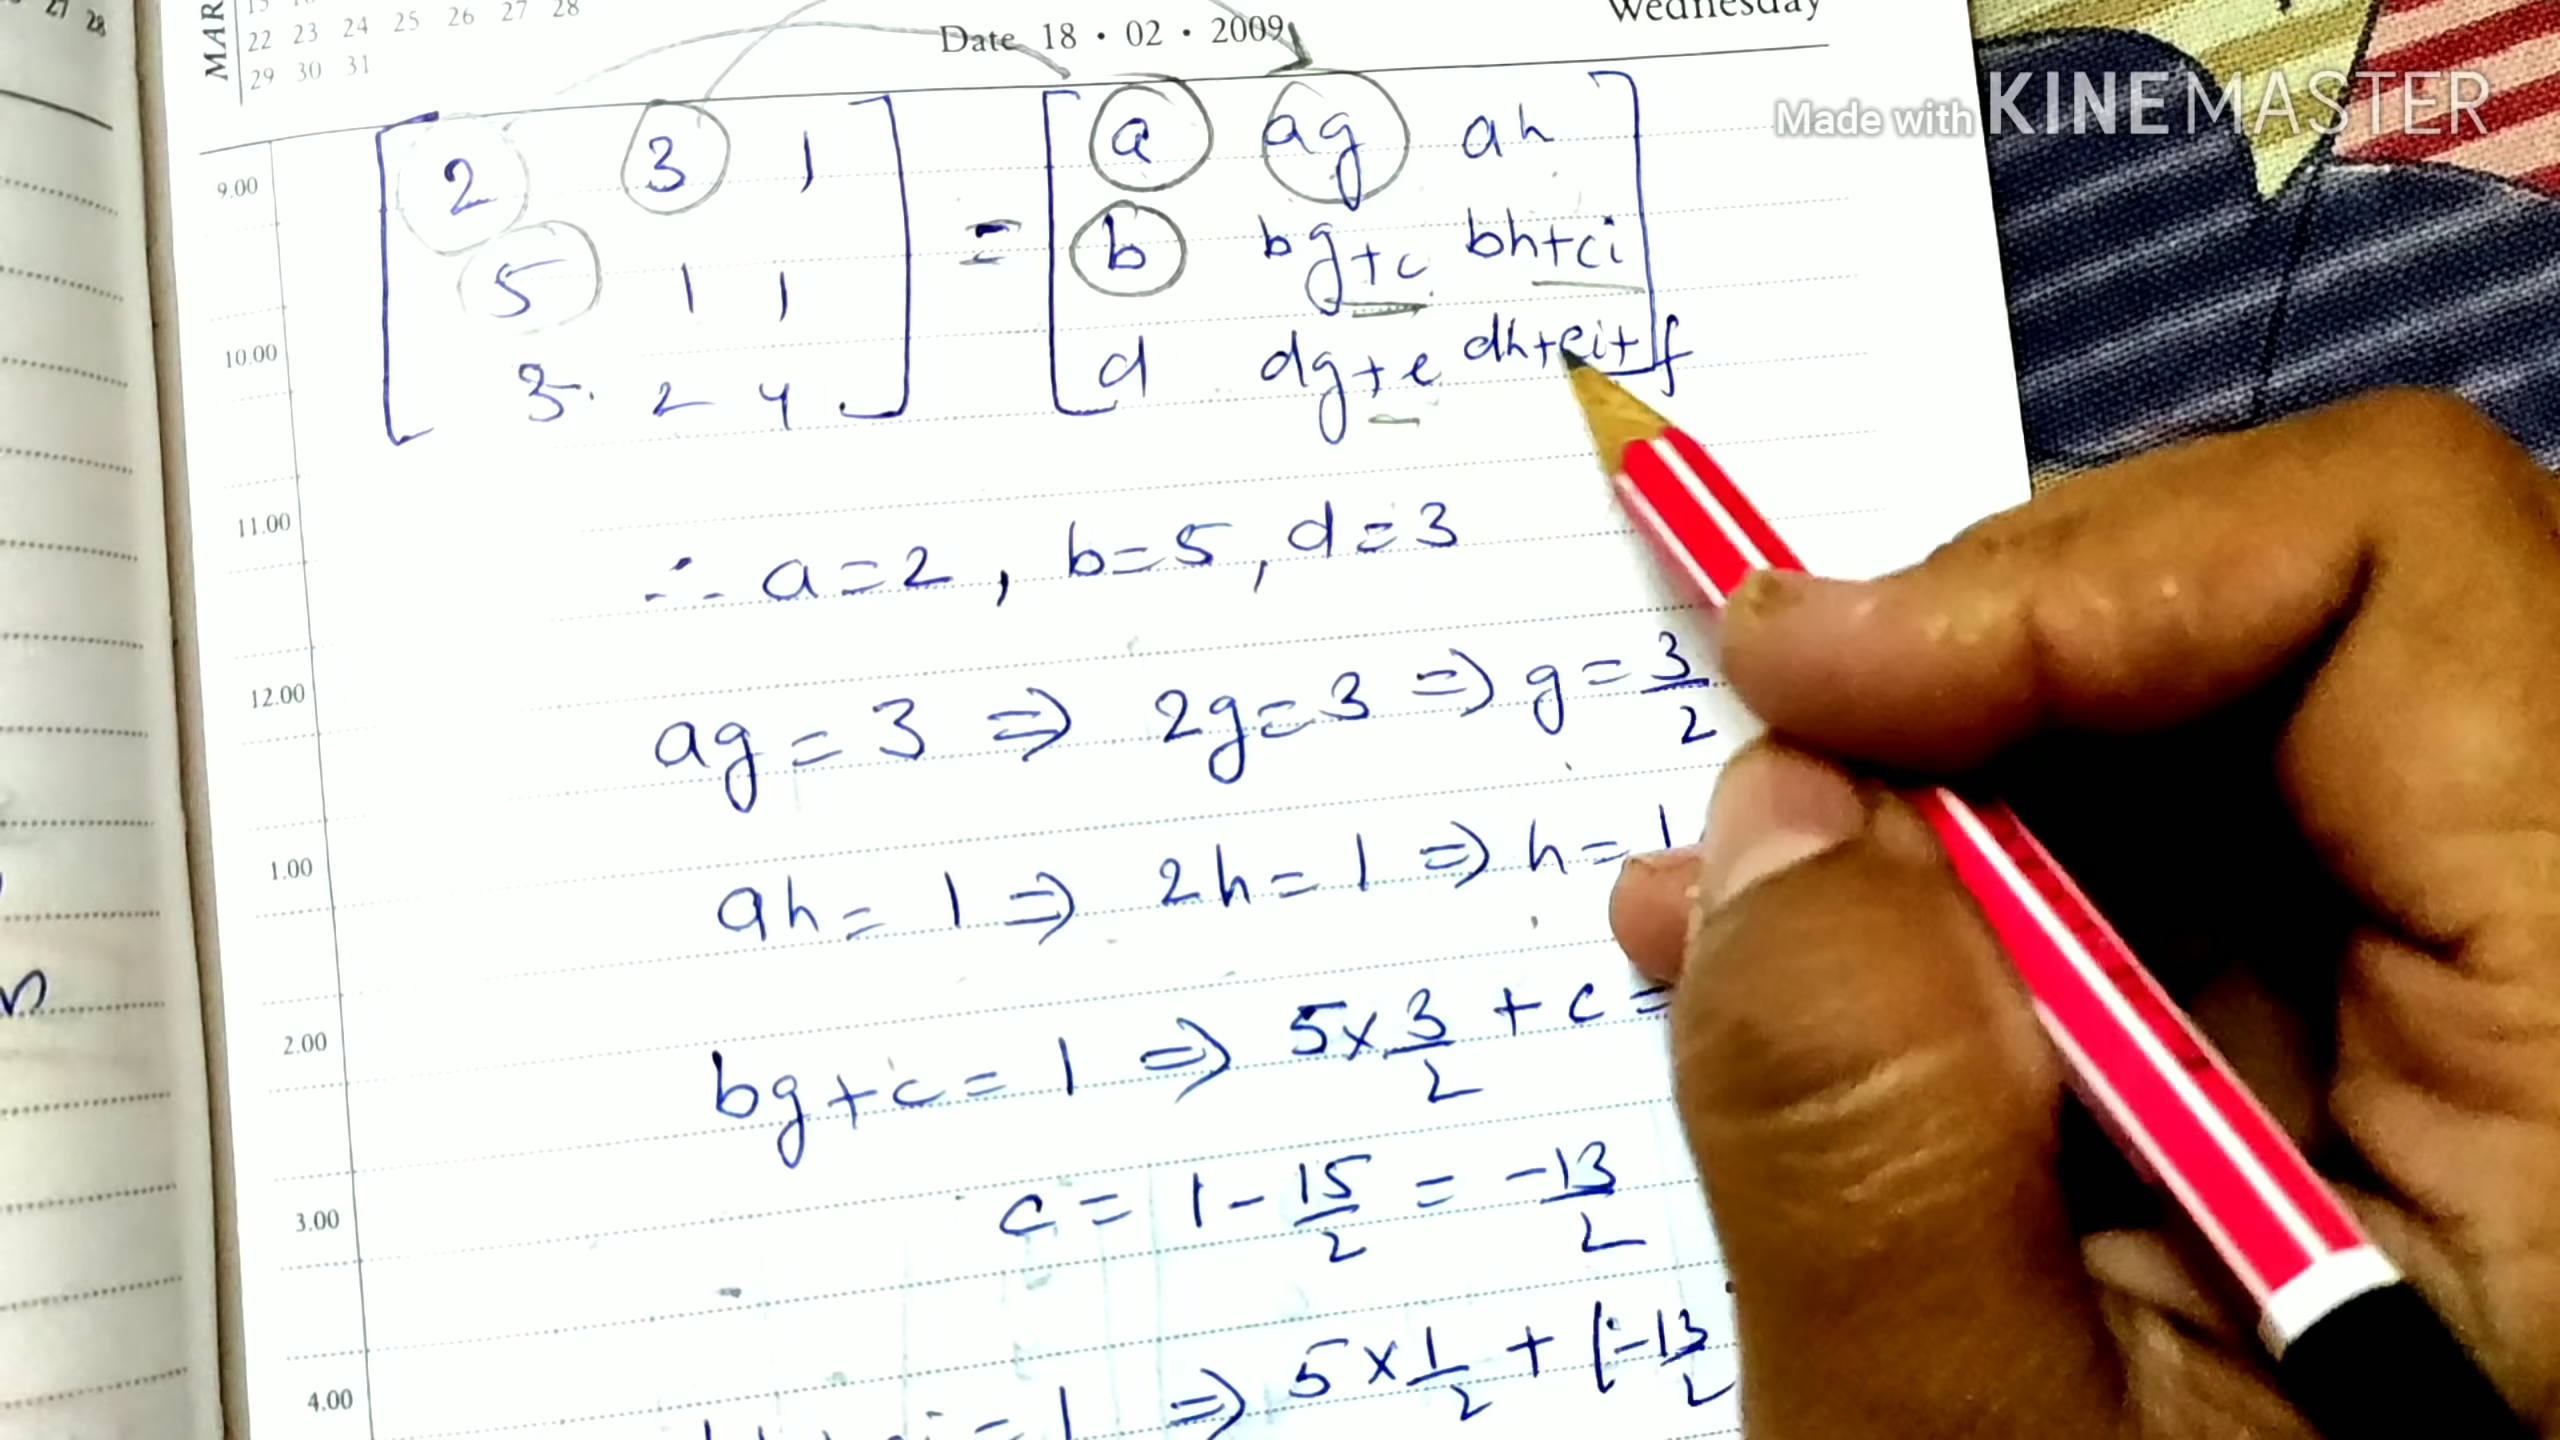 27 28
MAR
22 23 24 25 26 27 28
29 30 31
Date 18 • 02 • 2009
Wednesday
Made with KINEMASTER
9.00
[2 3 1] = [a ag ah]
[5 1 1] [b bg+c bh+ci]
10.00
[3 2 4] [d dg+e dh+ei+f]
11.00
∴ a=2, b=5, d=3
12.00
ag = 3 ⇒ 2g=3 ⇒ g=3/2
1.00
ah = 1 ⇒ 2h=1 ⇒ h=1
2.00
bg+c=1 ⇒ 5×3/2 + c =
3.00
c = 1-15/2 = -13/2
4.00
=1 ⇒ 5×1/2 + (-13/2